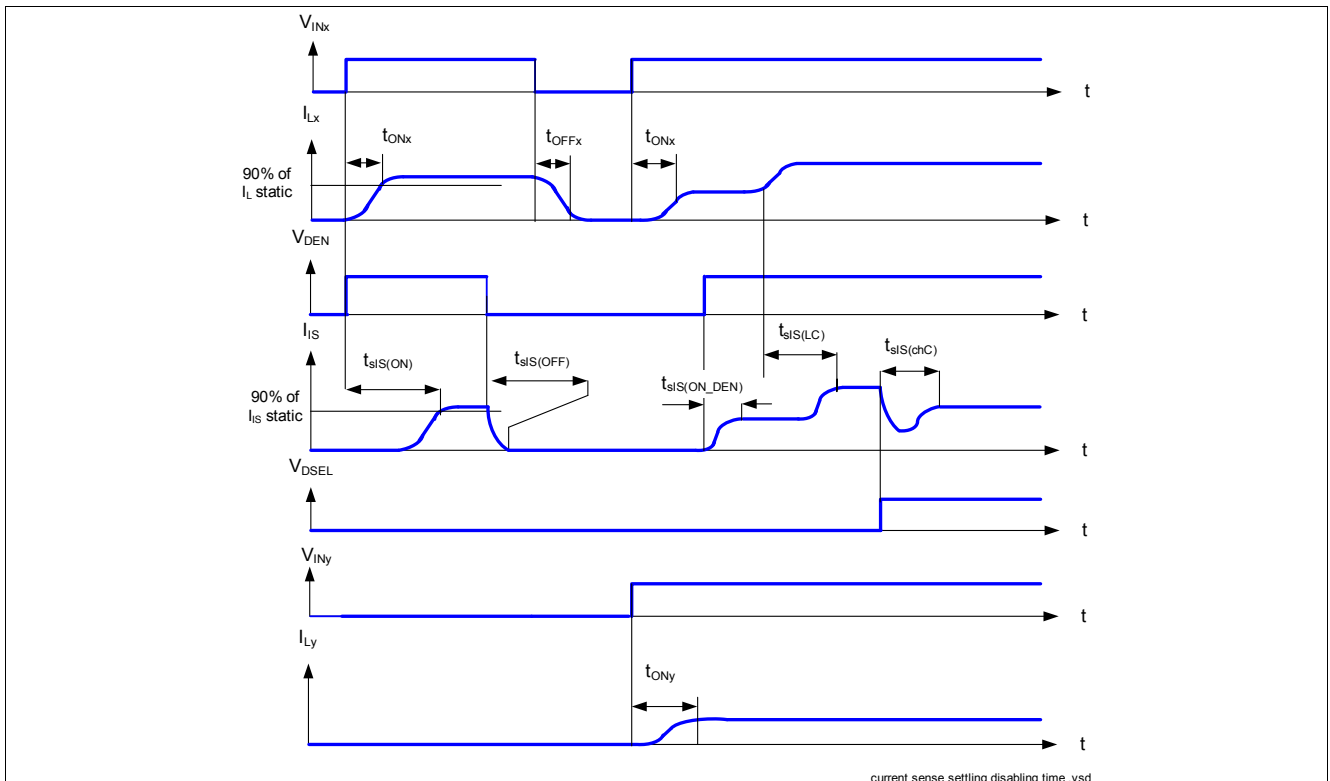 V_INx
t
I_Lx
t_ONx
t_OFFx
t_ONx
90% of
I_L static
t
V_DEN
t
I_IS
t_sIS(ON)
t_sIS(OFF)
t_sIS(LC)
t_sIS(chC)
t_sIS(ON_DEN)
90% of
I_IS static
t
V_DSEL
t
V_INy
t
I_Ly
t_ONy
t
current sense settling disabling time .vsd